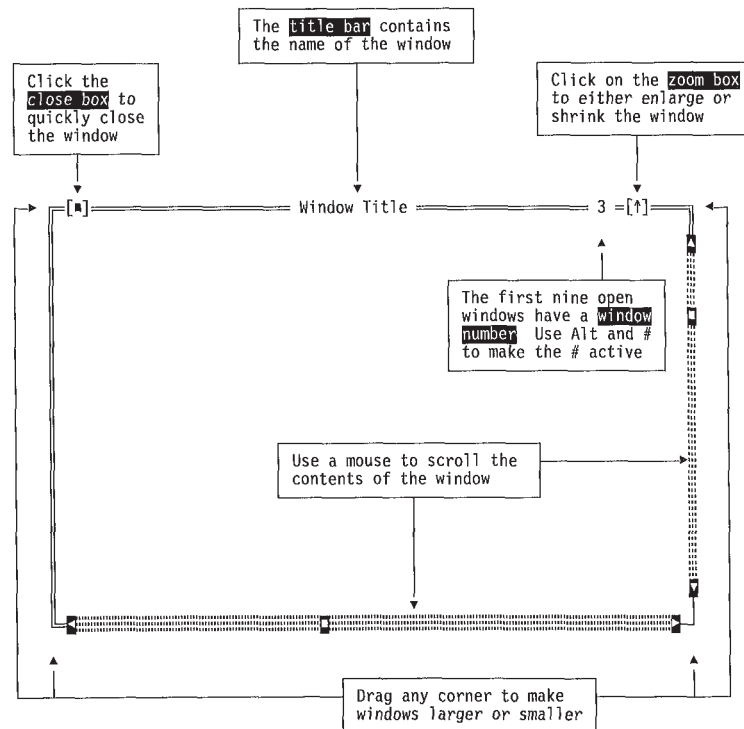 The title bar contains
the name of the window
Click the
close box to
quickly close
the window
Click on the zoom box
to either enlarge or
shrink the window
[■] Window Title 3 [↑]
The first nine open
windows have a window
number Use Alt and #
to make the # active
Use a mouse to scroll the
contents of the window
Drag any corner to make
windows larger or smaller